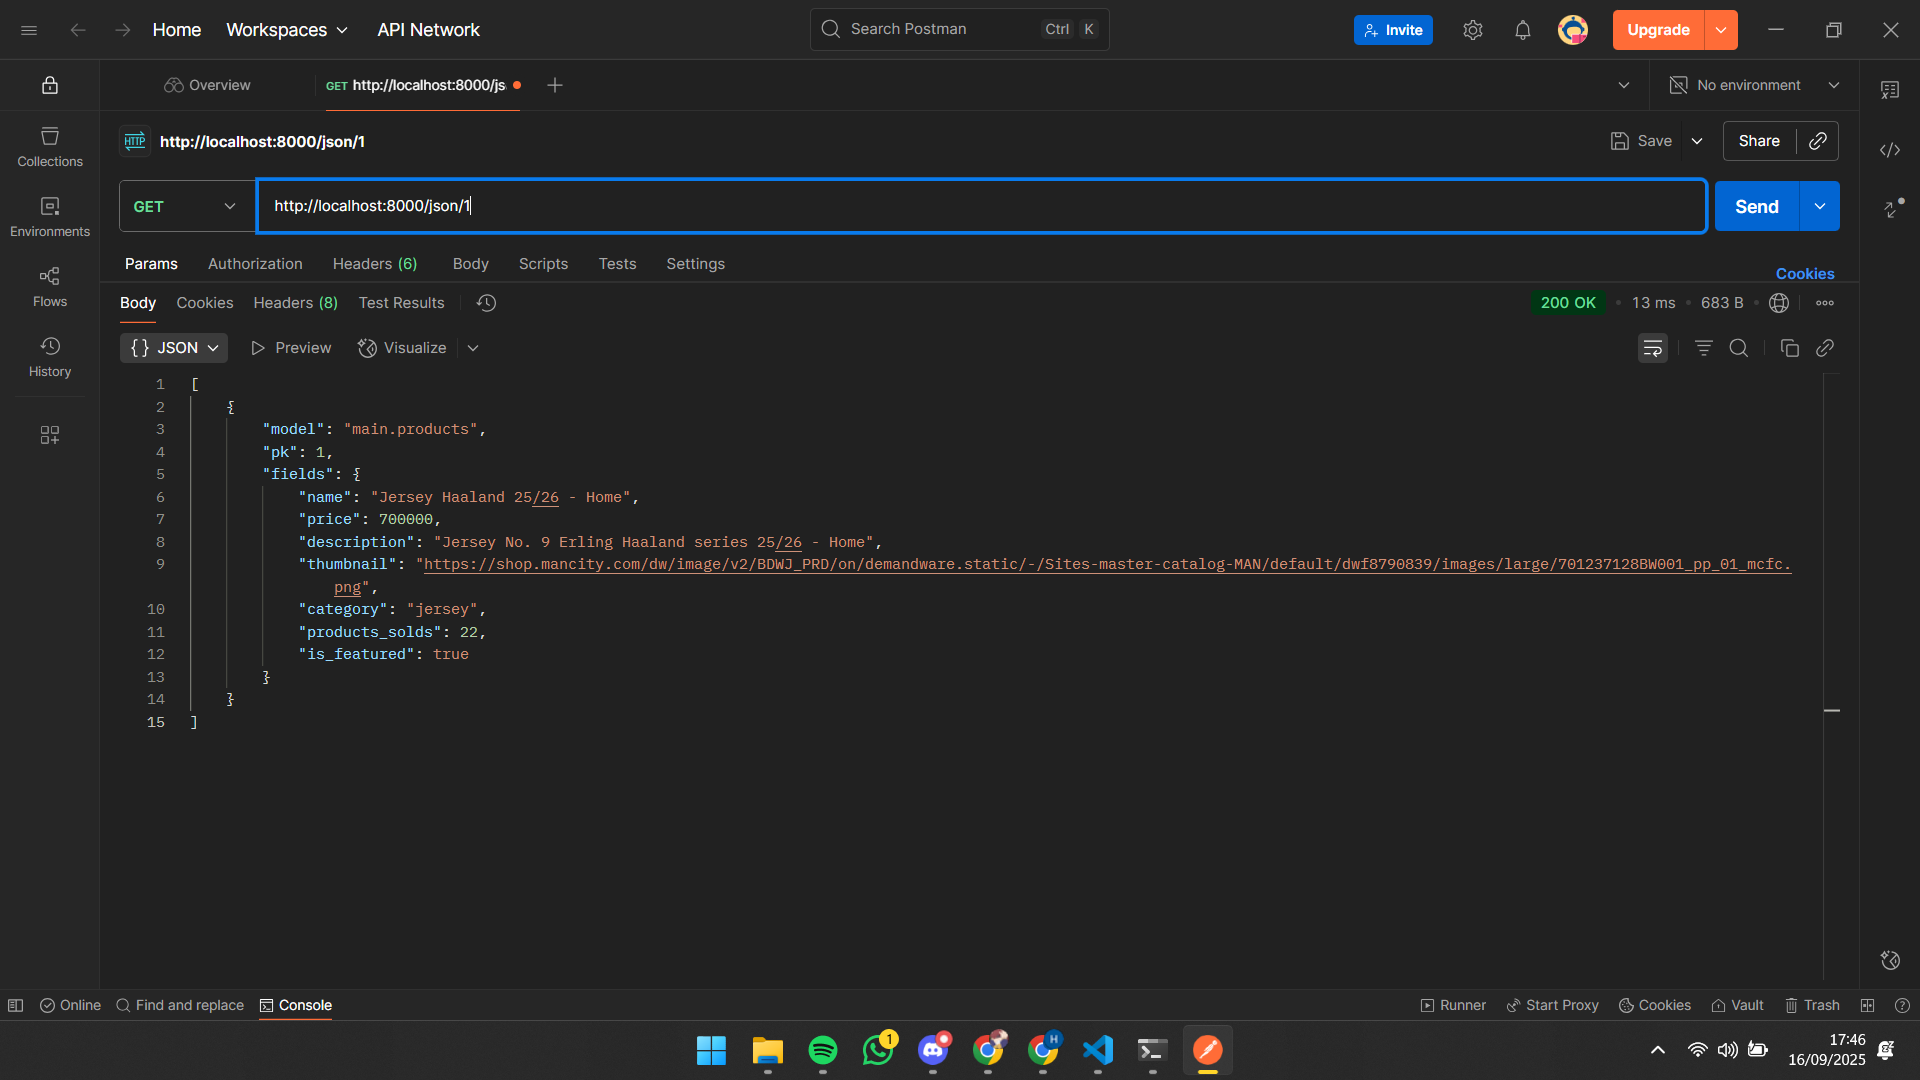 Home Workspaces API Network Search Postman Ctrl K Invite Upgrade
Overview GET http://localhost:8000/js No environment
HTTP http://localhost:8000/json/1 Save Share
Collections
GET http://localhost:8000/json/1 Send
Environments
Params Authorization Headers (6) Body Scripts Tests Settings Cookies
Flows
Body Cookies Headers (8) Test Results 200 OK 13 ms 683 B
{} JSON Preview Visualize
History
1 [
2 {
3 "model": "main.products",
4 "pk": 1,
5 "fields": {
6 "name": "Jersey Haaland 25/26 - Home",
7 "price": 700000,
8 "description": "Jersey No. 9 Erling Haaland series 25/26 - Home",
9 "thumbnail": "https://shop.mancity.com/dw/image/v2/BDWJ_PRD/on/demandware.static/-/Sites-master-catalog-MAN/default/dwf8790839/images/large/701237128BW001_pp_01_mcfc.
png",
10 "category": "jersey",
11 "products_solds": 22,
12 "is_featured": true
13 }
14 }
15 ]
Online Find and replace Console Runner Start Proxy Cookies Vault Trash
1 H 17:46
16/09/2025